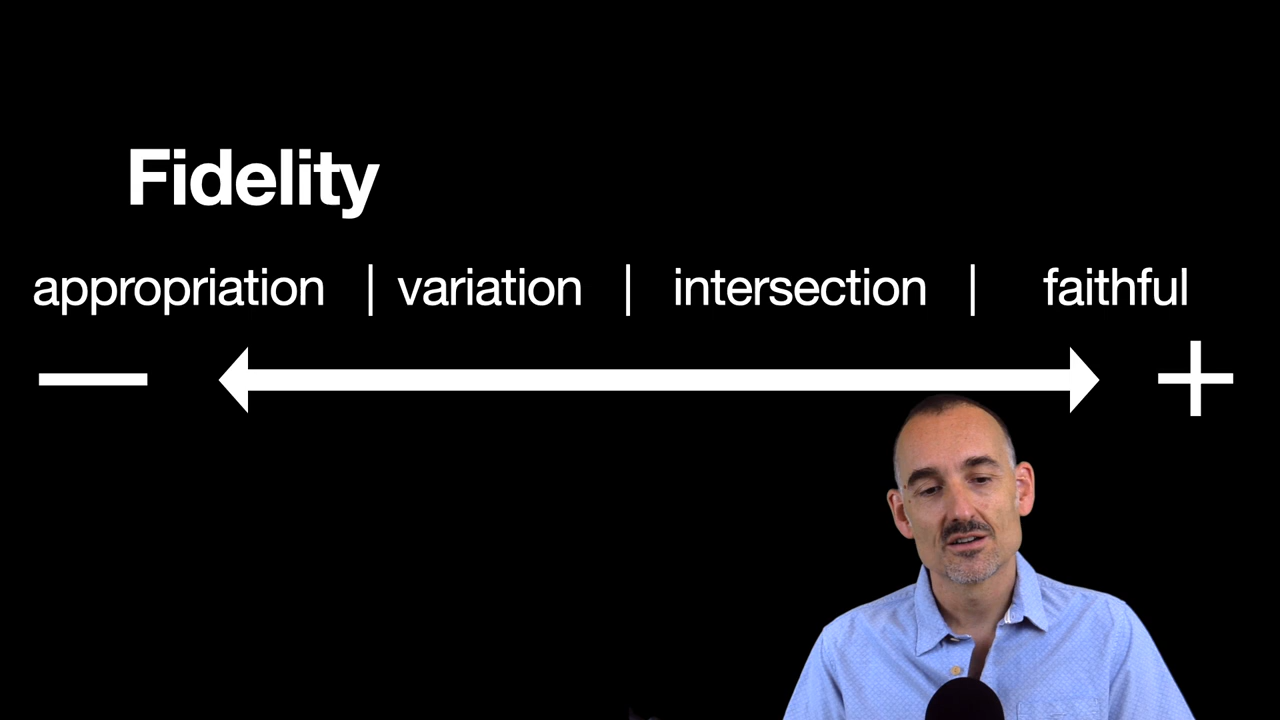 Fidelity
appropriation | variation | intersection | faithful
— +